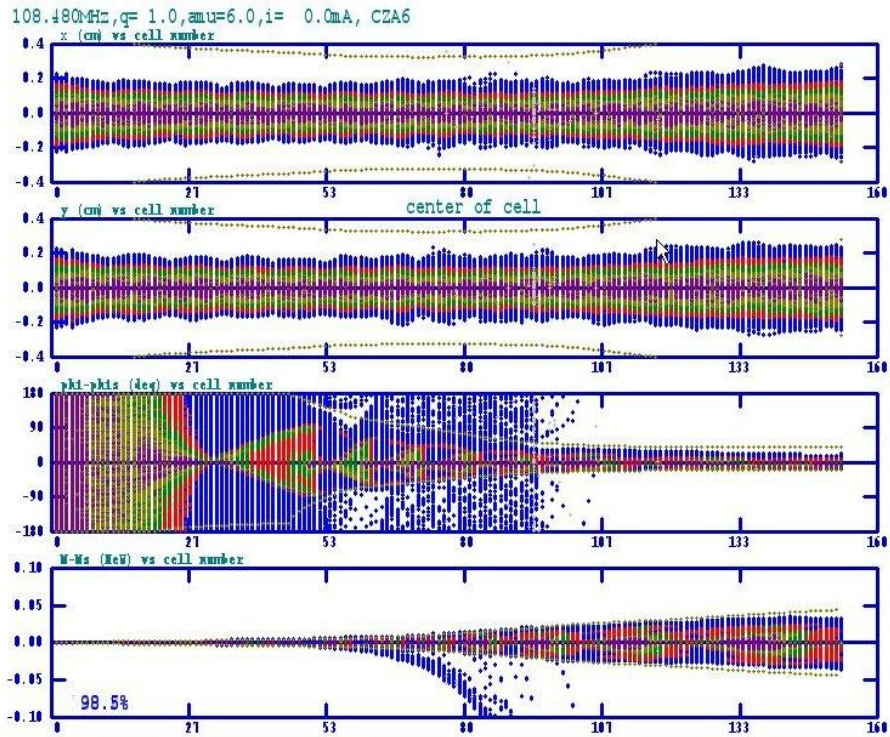 108.480MHz,q= 1.0,amu=6.0,i= 0.0mA, CZA6
x (cm) vs cell number
0.4
0.2
0.0
-0.2
-0.4
0 27 53 80 107 133 160
y (cm) vs cell number
center of cell
0.4
0.2
0.0
-0.2
-0.4
0 27 53 80 107 133 160
phi-phis (deg) vs cell number
180
90
0
-90
-180
0 27 53 80 107 133 160
W-Ws (MeV) vs cell number
0.10
0.05
0.00
-0.05
-0.10
98.5%
0 27 53 80 107 133 160